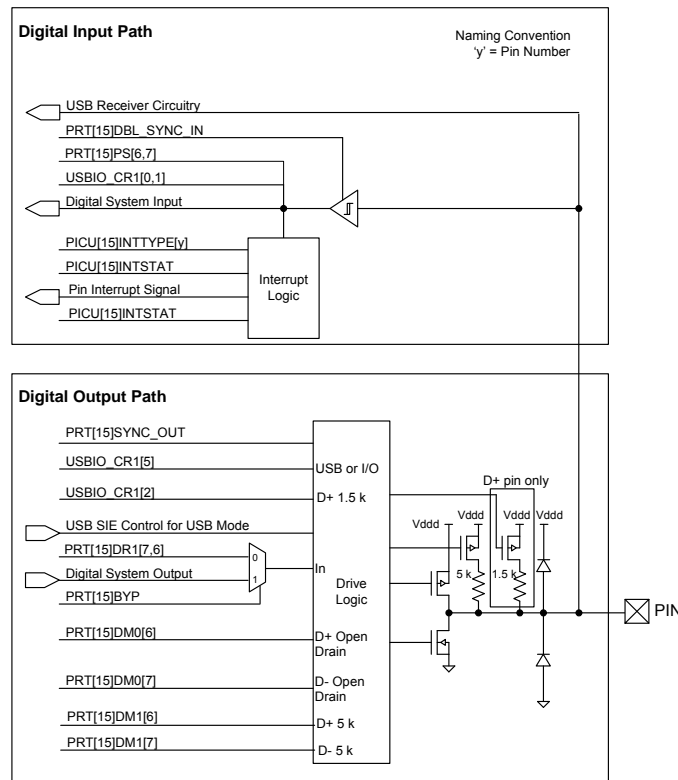 Digital Input Path
Naming Convention
'y' = Pin Number
USB Receiver Circuitry
PRT[15]DBL_SYNC_IN
PRT[15]PS[6,7]
USBIO_CR1[0,1]
Digital System Input
PICU[15]INTTYPE[y]
PICU[15]INTSTAT
Pin Interrupt Signal
PICU[15]INTSTAT
Interrupt
Logic
Digital Output Path
PRT[15]SYNC_OUT
USBIO_CR1[5]
USB or I/O
USBIO_CR1[2]
D+ 1.5 k
D+ pin only
Vddd
Vddd
Vddd
Vddd
USB SIE Control for USB Mode
PRT[15]DR1[7,6]
0
Digital System Output
1
In
PRT[15]BYP
Drive
Logic
5 k
1.5 k
PIN
PRT[15]DM0[6]
D+ Open
Drain
PRT[15]DM0[7]
D- Open
Drain
PRT[15]DM1[6]
D+ 5 k
PRT[15]DM1[7]
D- 5 k